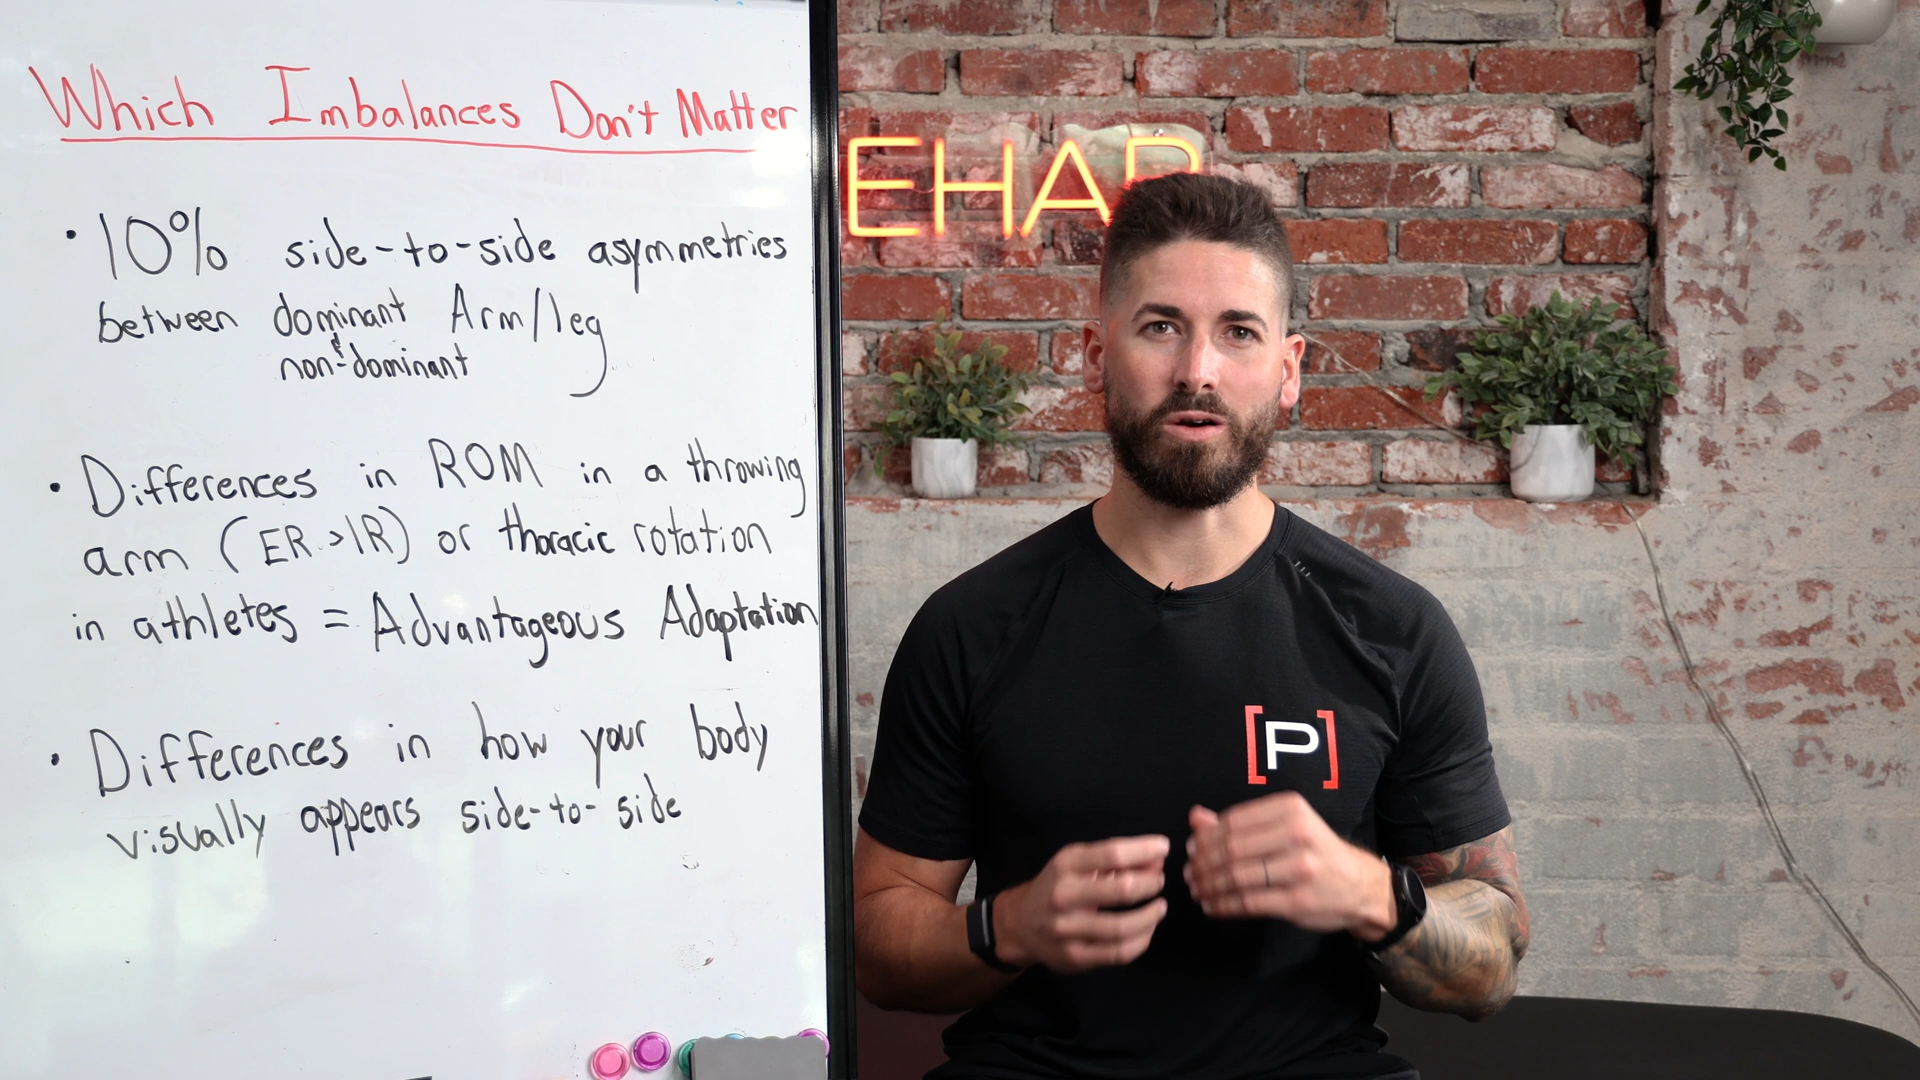 Which Imbalances Don't Matter
• 10% side-to-side asymmetries
between dominant Arm/leg
& non-dominant
• Differences in ROM in a throwing
arm (ER > IR) or thoracic rotation
in athletes = Advantageous Adaptation
• Differences in how your body
visually appears side-to-side
EHAB
[P]